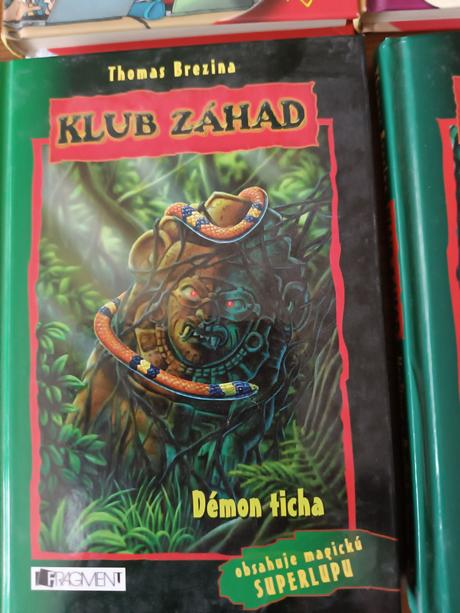 Thomas Brezina
KLUB ZÁHAD
Démon ticha
obsahuje magickú
SUPERLUPU
FRAGMENT